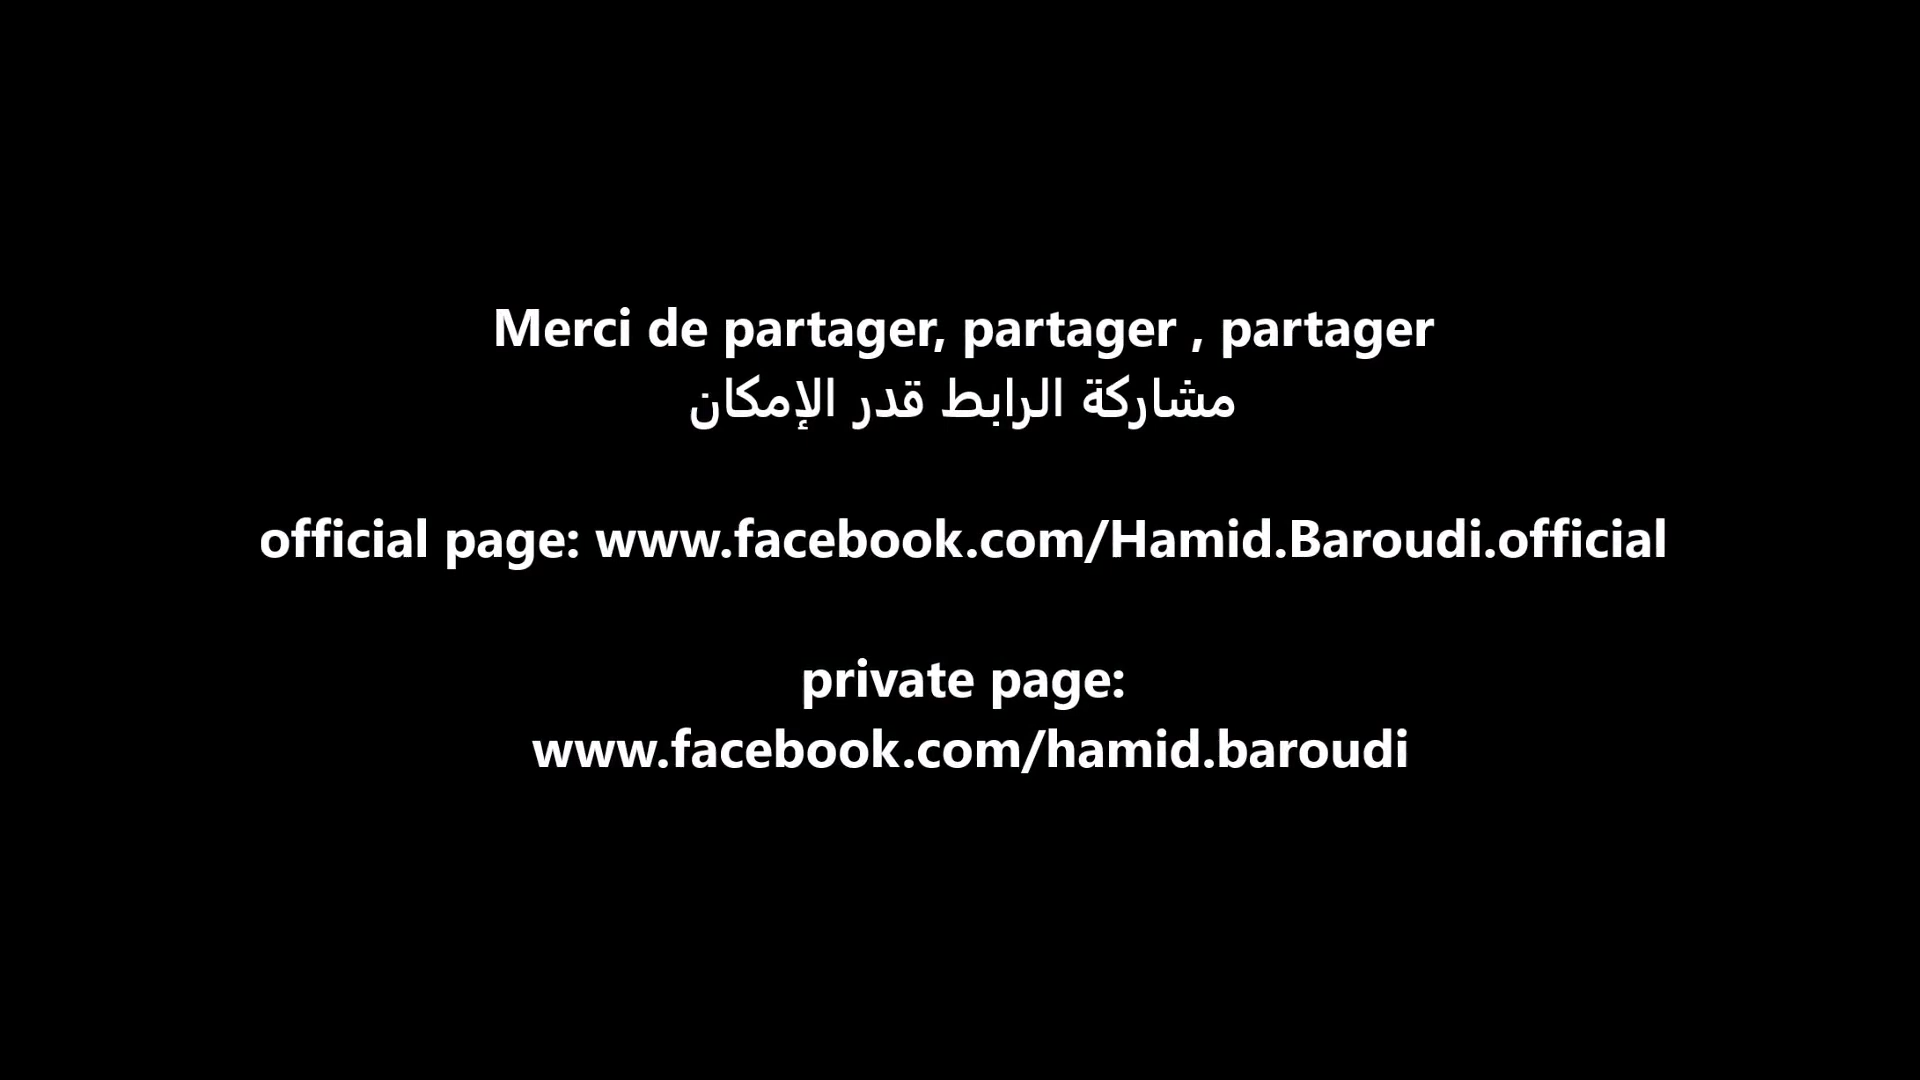 Merci de partager, partager , partager
مشاركة الرابط قدر الإمكان
official page: www.facebook.com/Hamid.Baroudi.official
private page:
www.facebook.com/hamid.baroudi